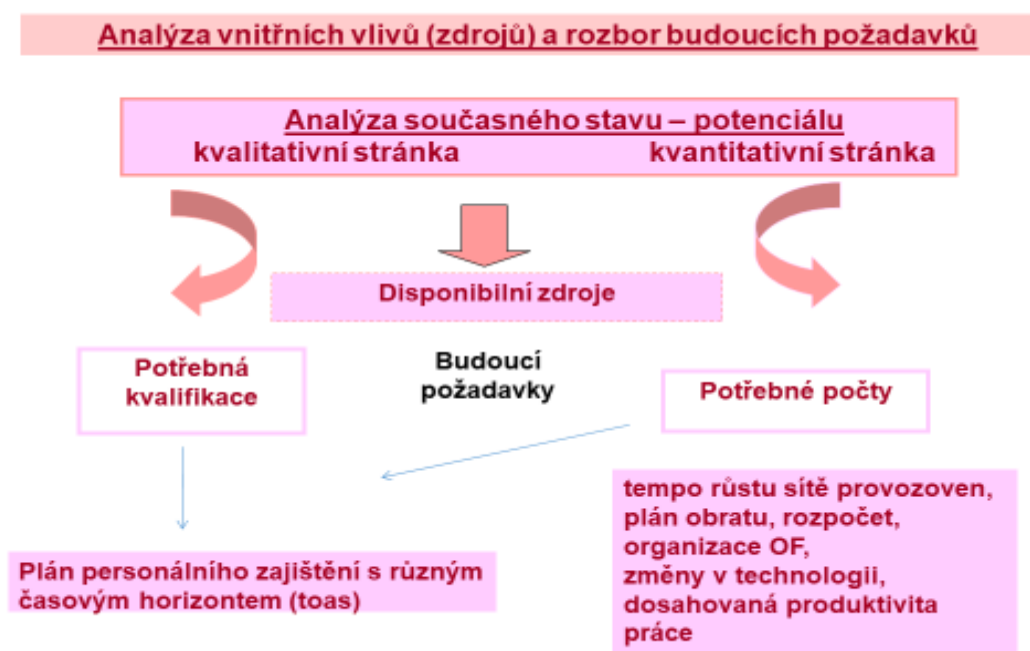 Analýza vnitřních vlivů (zdrojů) a rozbor budoucích požadavků
Analýza současného stavu – potenciálu
kvalitativní stránka kvantitativní stránka
Disponibilní zdroje
Potřebná
kvalifikace
Budoucí
požadavky
Potřebné počty
tempo růstu sítě provozoven,
plán obratu, rozpočet,
organizace OF,
změny v technologii,
dosahovaná produktivita
práce
Plán personálního zajištění s různým
časovým horizontem (toas)